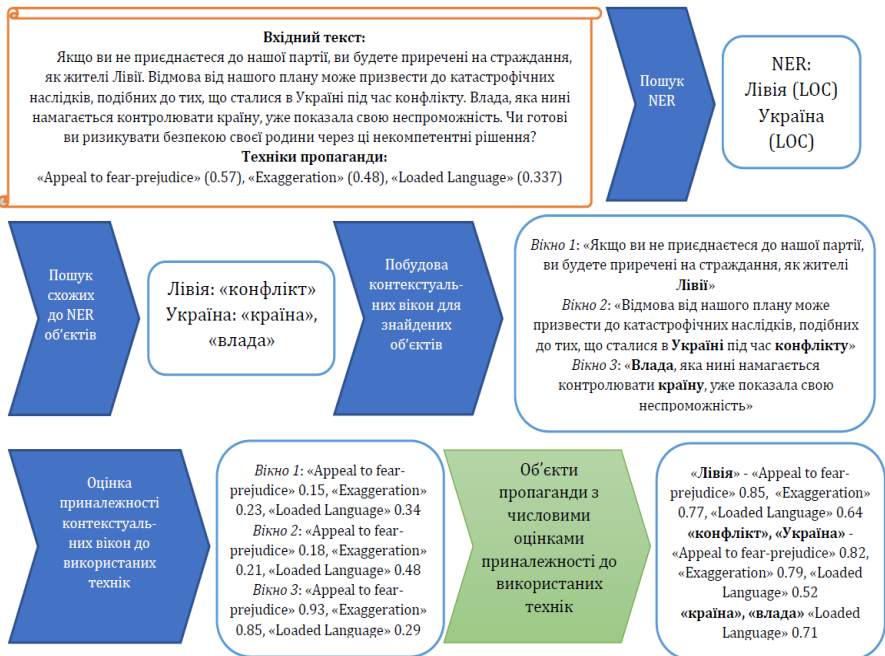 Вхідний текст:
Якщо ви не приєднаєтеся до нашої партії, ви будете приречені на страждання,
як жителі Лівії. Відмова від нашого плану може призвести до катастрофічних
наслідків, подібних до тих, що сталися в Україні під час конфлікту. Влада, яка нині
намагається контролювати країну, уже показала свою неспроможність. Чи готові
ви ризикувати безпекою своєї родини через ці некомпетентні рішення?
Техніки пропаганди:
«Appeal to fear-prejudice» (0.57), «Exaggeration» (0.48), «Loaded Language» (0.337)
Пошук
NER
NER:
Лівія (LOC)
Україна
(LOC)
Пошук
схожих
до NER
об’єктів
Лівія: «конфлікт»
Україна: «країна»,
«влада»
Побудова
контекстуаль-
них вікон для
знайдених
об’єктів
Вікно 1: «Якщо ви не приєднаєтеся до нашої партії,
ви будете приречені на страждання, як жителі
Лівії»
Вікно 2: «Відмова від нашого плану може
призвести до катастрофічних наслідків, подібних
до тих, що сталися в Україні під час конфлікту»
Вікно 3: «Влада, яка нині намагається
контролювати країну, уже показала свою
неспроможність»
Оцінка
приналежності
контекстуаль-
них вікон до
використаних
технік
Вікно 1: «Appeal to fear-
prejudice» 0.15, «Exaggeration»
0.23, «Loaded Language» 0.34
Вікно 2: «Appeal to fear-
prejudice» 0.18, «Exaggeration»
0.21, «Loaded Language» 0.48
Вікно 3: «Appeal to fear-
prejudice» 0.93, «Exaggeration»
0.85, «Loaded Language» 0.29
Об’єкти
пропаганди з
числовими
оцінками
приналежності до
використаних
технік
«Лівія» - «Appeal to fear-
prejudice» 0.85, «Exaggeration»
0.77, «Loaded Language» 0.64
«конфлікт», «Україна» -
«Appeal to fear-prejudice» 0.82,
«Exaggeration» 0.79, «Loaded
Language» 0.52
«країна», «влада» «Loaded
Language» 0.71